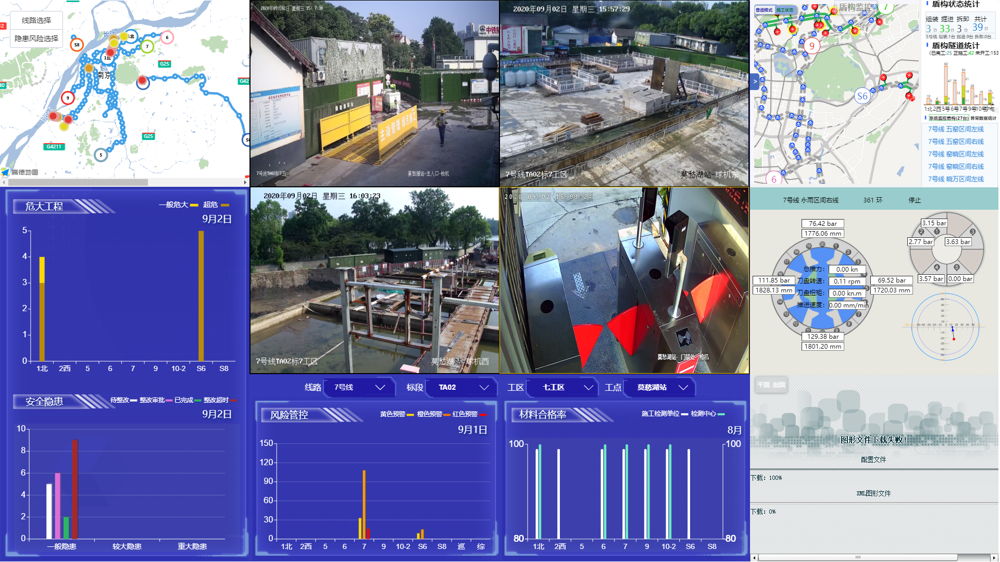 线路选择
隐患风险选择
长江
1北
6
S8
7
1北
G25
南京
G42
9
G4211
G25
5
高德地图
2020年09月02日 星期三
中铁
7号线TA02标7工区
莫愁湖站-主入口-枪机
主动管理 绿色施工
2020年09月02日 星期三 15:57:29
7号线TA02标7工区
莫愁湖站-球机东
2020年09月02日 星期三 16:03:23
7号线TA02标7工区
莫愁湖站-球机西
2020-09-02 16:03:24
莫愁湖站- 门禁处- 枪机
普通模式 施工状态
盾构监控
7
9
S6
6
>
盾构状态统计
组装 掘进 拆卸 共计
3台 33台 3台 39台
5号线 组装:1台 掘进:9台 拆卸:0台
盾构隧道统计
(已完工:25 正施工:42 未开工:153
系统监控盾构(27台) 异常数据统计
7号线 五窑区间左线
7号线 五窑区间右线
7号线 窑晓区间左线
7号线 窑晓区间右线
7号线 晓万区间左线
7号线 永雨区间右线 361 环 停止
76.42 bar
1776.06 mm
111.85 bar
1828.13 mm
69.52 bar
1720.03 mm
总推力: 0.00 kn
刀盘转速: 0.11 rpm
刀盘扭矩: 0.00 kn.m
推进速度: 0.00 mm/min
129.38 bar
1801.20 mm
3.15 bar
2.77 bar
3.63 bar
3.57 bar
0.00 bar
平面 剖面
图形文件下载失败!
配置文件
下载: 100%
XML图形文件
下载: 0%
危大工程
一般危大 超危
9月2日
5
4
3
2
1
0
1北 2西 5 6 7 9 10-2 S6 S8
安全隐患
待整改 整改审批 已完成 整改超时
9月2日
10
8
6
4
2
0
一般隐患 较大隐患 重大隐患
线路 7号线 标段 TA02 工区 七工区 工点 莫愁湖站
风险管控
黄色预警 橙色预警 红色预警
9月1日
150
120
90
60
30
0
1北 2西 5 6 7 9 10-2 S6 S8 巡 综
材料合格率
施工检测单位 检测中心
8月
100 100
80 80
1北 2西 5 6 7 9 10-2 S6 S8